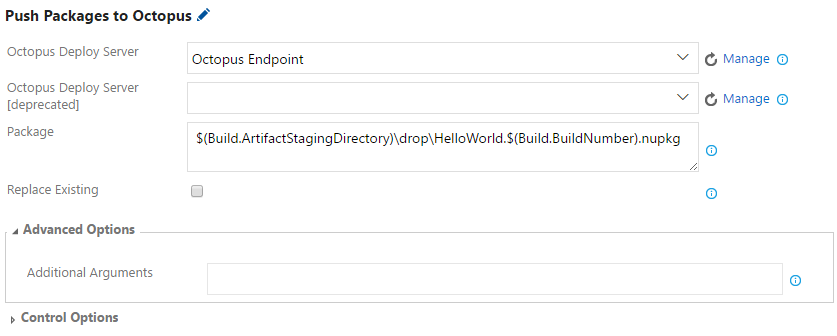 Push Packages to Octopus
Octopus Deploy Server
Octopus Endpoint
Manage
Octopus Deploy Server
[deprecated]
Manage
Package
$(Build.ArtifactStagingDirectory)\drop\HelloWorld.$(Build.BuildNumber).nupkg
Replace Existing
Advanced Options
Additional Arguments
Control Options